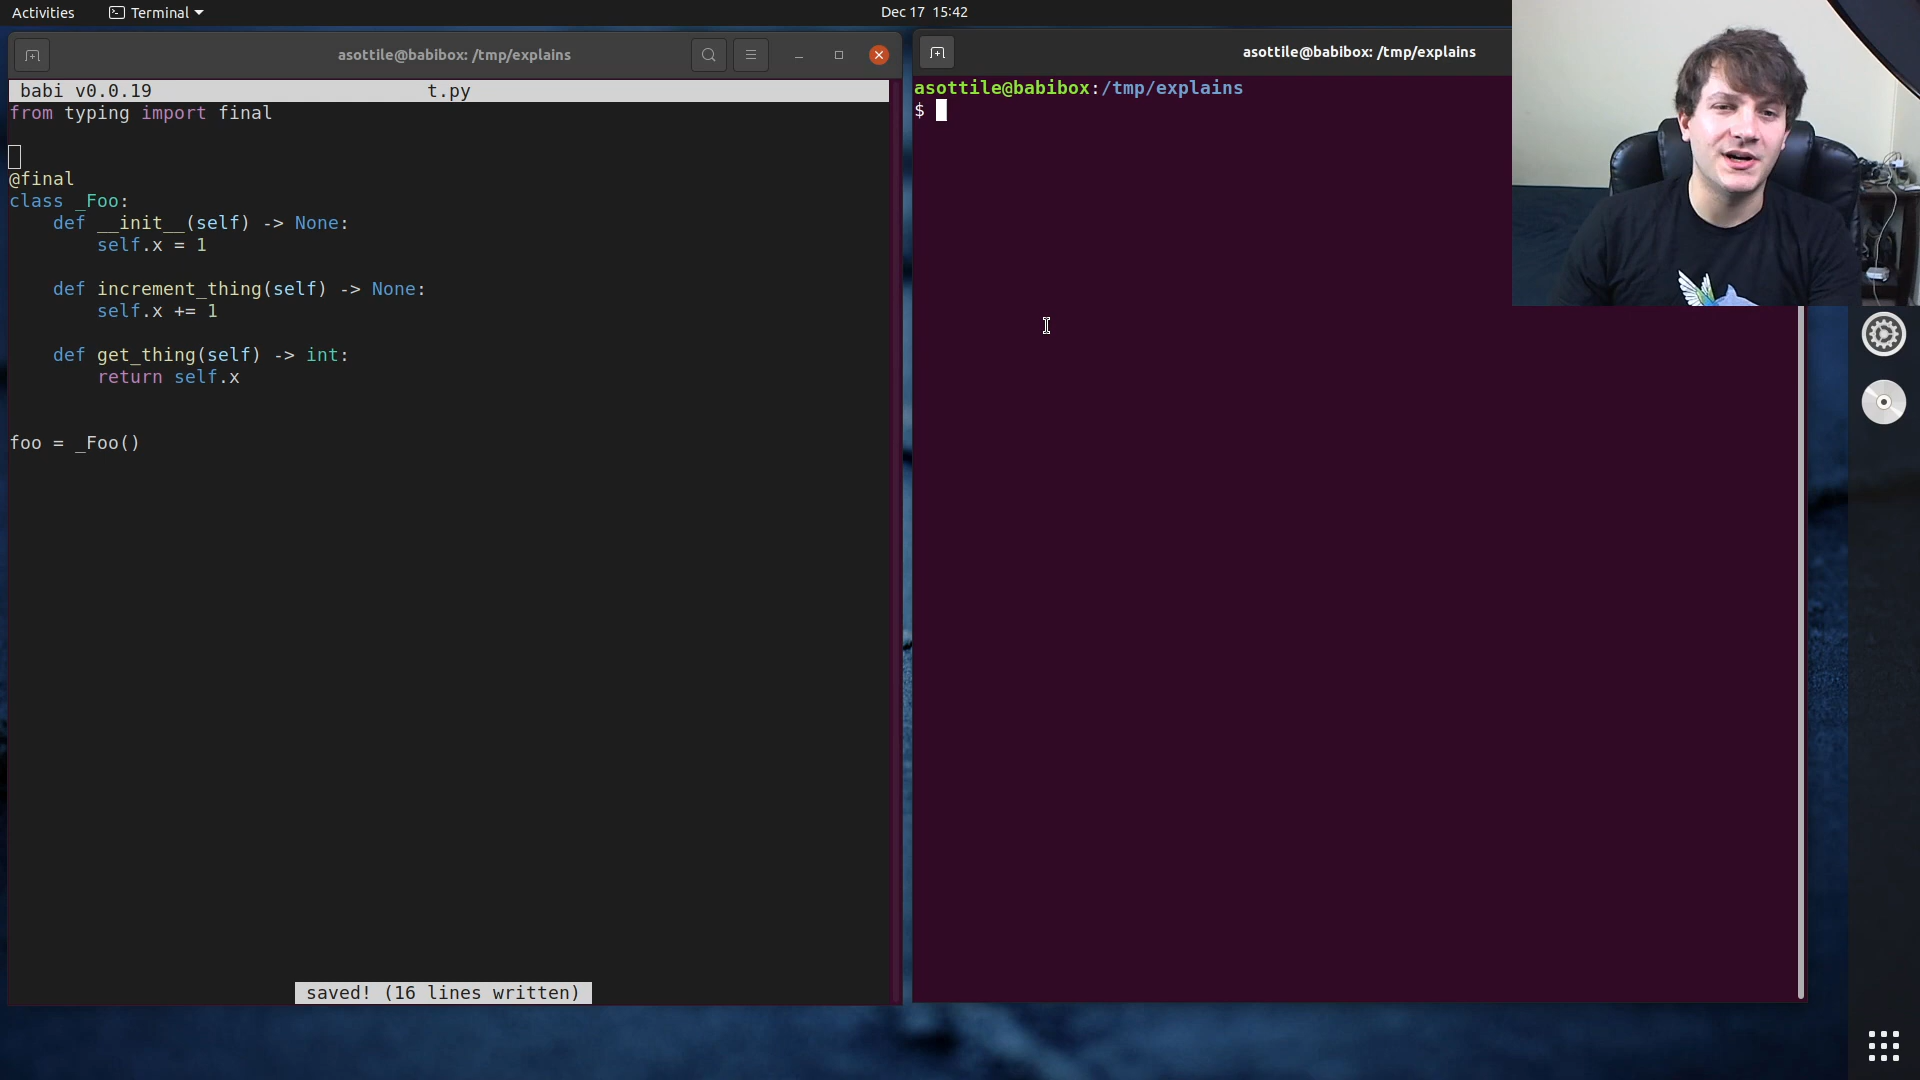 Activities
Terminal
Dec 17 15:42
asottile@babibox: /tmp/explains
babi v0.0.19 t.py
from typing import final
@final
class _Foo:
def __init__(self) -> None:
self.x = 1
def increment_thing(self) -> None:
self.x += 1
def get_thing(self) -> int:
return self.x
foo = _Foo()
saved! (16 lines written)
asottile@babibox: /tmp/explains
asottile@babibox:/tmp/explains
$